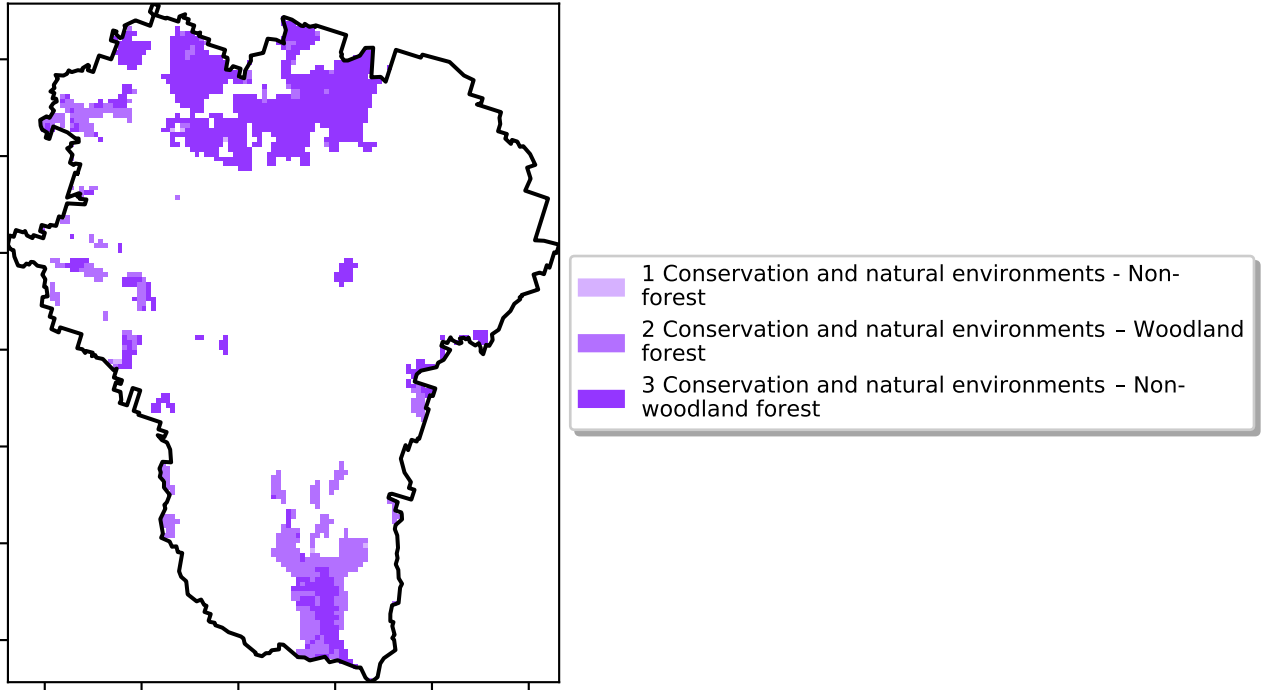 1 Conservation and natural environments - Non-
forest
2 Conservation and natural environments – Woodland
forest
3 Conservation and natural environments – Non-
woodland forest